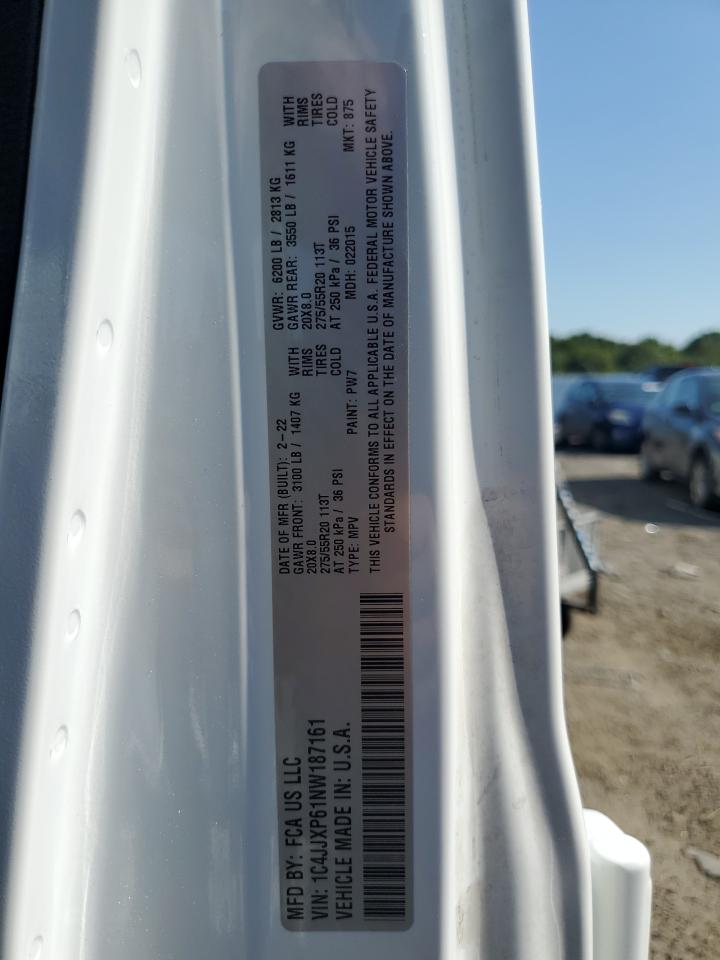 MFD BY: FCA US LLC
VIN: 1C4JJXP61NW187161
VEHICLE MADE IN: U.S.A.
DATE OF MFR (BUILT): 2-22
GVWR: 6200 LB / 2813 KG
GAWR FRONT: 3100 LB / 1407 KG WITH
GAWR REAR: 3550 LB / 1611 KG WITH
20X8.0 RIMS
20X8.0 RIMS
275/55R20 113T TIRES
275/55R20 113T TIRES
AT 250 kPa / 36 PSI COLD
AT 250 kPa / 36 PSI COLD
TYPE: MPV PAINT: PW7 MDH: 022015 MKT: 875
THIS VEHICLE CONFORMS TO ALL APPLICABLE U.S.A. FEDERAL MOTOR VEHICLE SAFETY
STANDARDS IN EFFECT ON THE DATE OF MANUFACTURE SHOWN ABOVE.